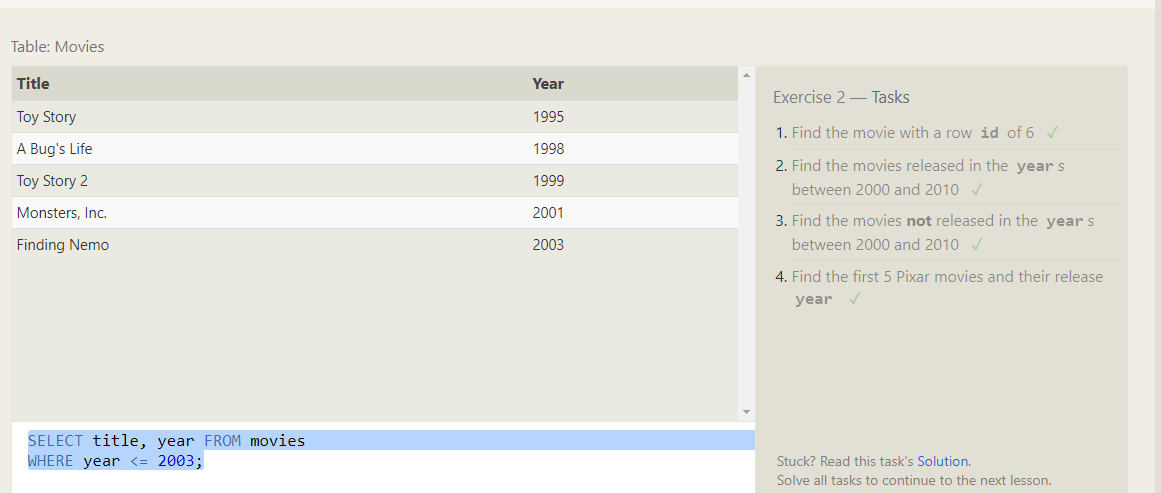 Table: Movies
Title Year
Toy Story 1995
A Bug's Life 1998
Toy Story 2 1999
Monsters, Inc. 2001
Finding Nemo 2003
SELECT title, year FROM movies
WHERE year <= 2003;
Exercise 2 — Tasks
1. Find the movie with a row id of 6 ✓
2. Find the movies released in the year s
between 2000 and 2010 ✓
3. Find the movies not released in the year s
between 2000 and 2010 ✓
4. Find the first 5 Pixar movies and their release
year ✓
Stuck? Read this task's Solution.
Solve all tasks to continue to the next lesson.